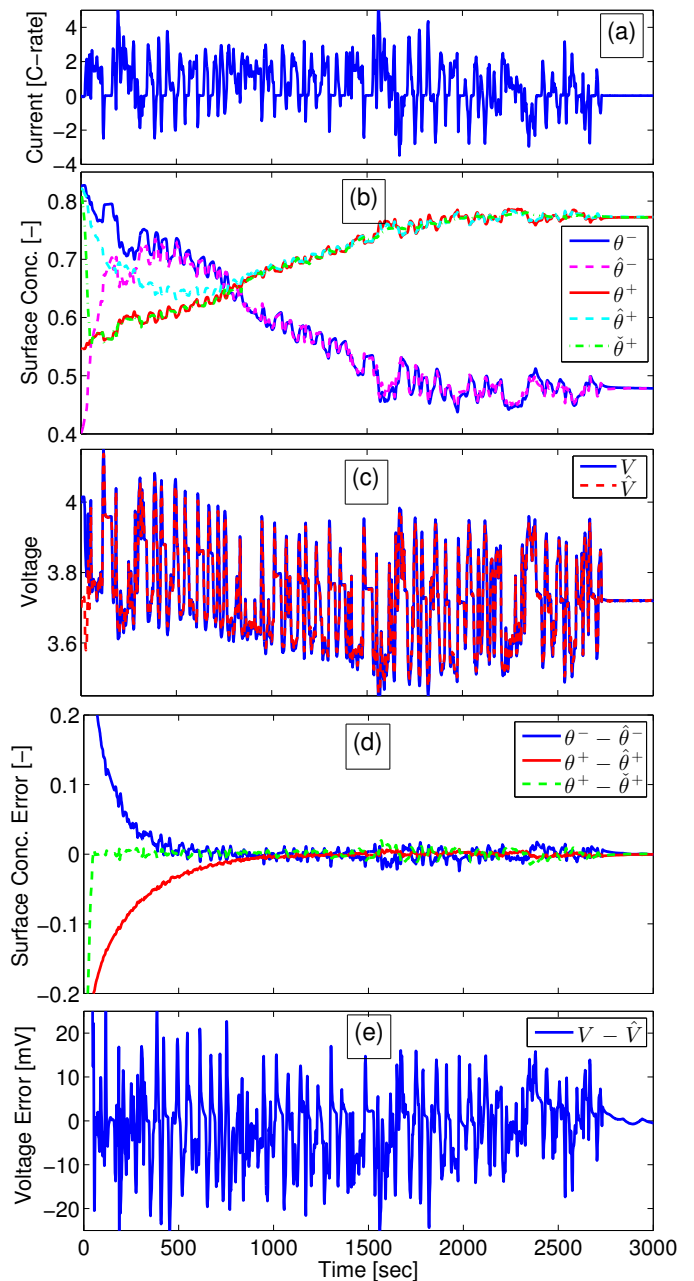 4
2
0
−2
−4
Current [C−rate]
(a)
0.8
0.7
0.6
0.5
0.4
Surface Conc. [−]
(b)
θ⁻
θ̂⁻
θ⁺
θ̂⁺
θ̌⁺
4
3.8
3.6
Voltage
(c)
V
V̂
0.2
0.1
0
−0.1
−0.2
Surface Conc. Error [−]
(d)
θ⁻ − θ̂⁻
θ⁺ − θ̂⁺
θ⁺ − θ̌⁺
20
10
0
−10
−20
Voltage Error [mV]
(e)
V − V̂
0 500 1000 1500 2000 2500 3000
Time [sec]